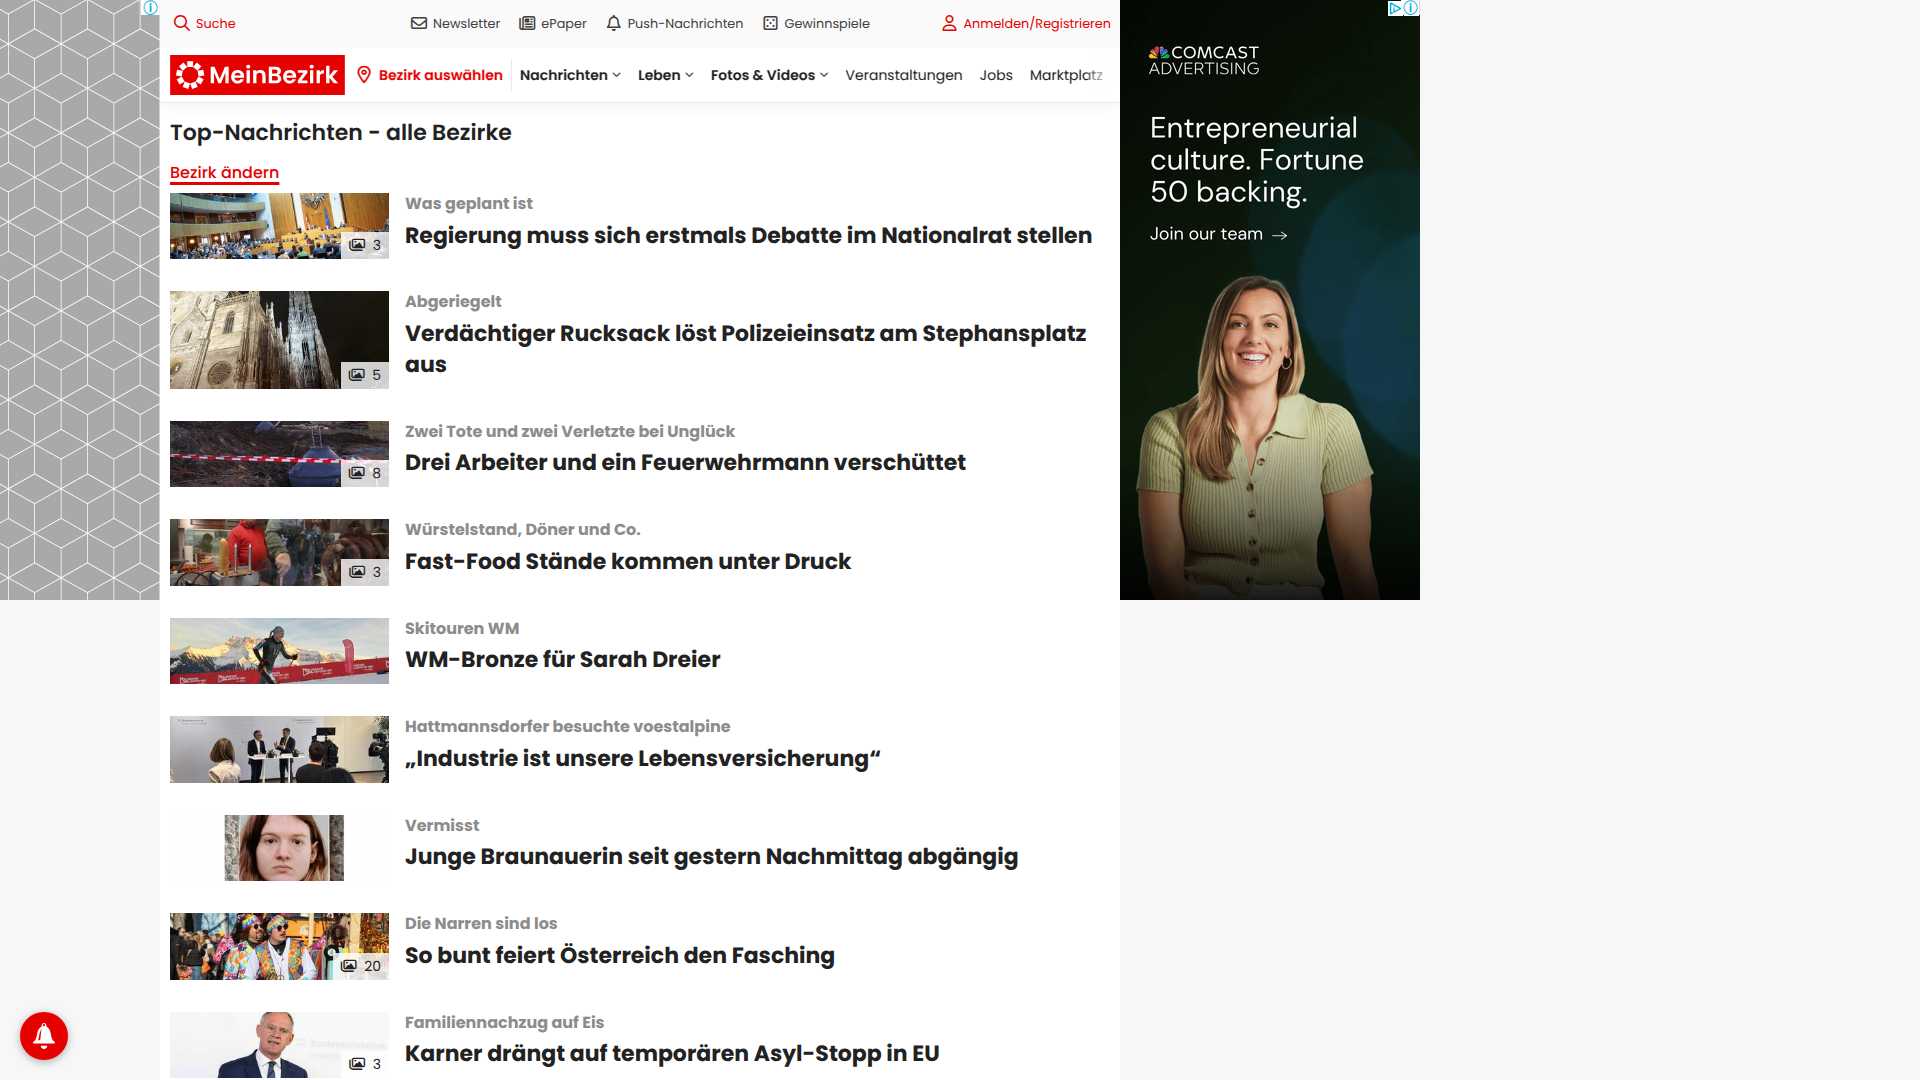 Suche
Newsletter
ePaper
Push-Nachrichten
Gewinnspiele
Anmelden/Registrieren
MeinBezirk
Bezirk auswählen
Nachrichten
Leben
Fotos & Videos
Veranstaltungen
Jobs
Marktplatz
Top-Nachrichten - alle Bezirke
Bezirk ändern
3
Was geplant ist
Regierung muss sich erstmals Debatte im Nationalrat stellen
5
Abgeriegelt
Verdächtiger Rucksack löst Polizeieinsatz am Stephansplatz
aus
8
Zwei Tote und zwei Verletzte bei Unglück
Drei Arbeiter und ein Feuerwehrmann verschüttet
3
Würstelstand, Döner und Co.
Fast-Food Stände kommen unter Druck
Skitouren WM
WM-Bronze für Sarah Dreier
Hattmannsdorfer besuchte voestalpine
„Industrie ist unsere Lebensversicherung“
Vermisst
Junge Braunauerin seit gestern Nachmittag abgängig
20
Die Narren sind los
So bunt feiert Österreich den Fasching
3
Familiennachzug auf Eis
Karner drängt auf temporären Asyl-Stopp in EU
COMCAST
ADVERTISING
Entrepreneurial
culture. Fortune
50 backing.
Join our team →